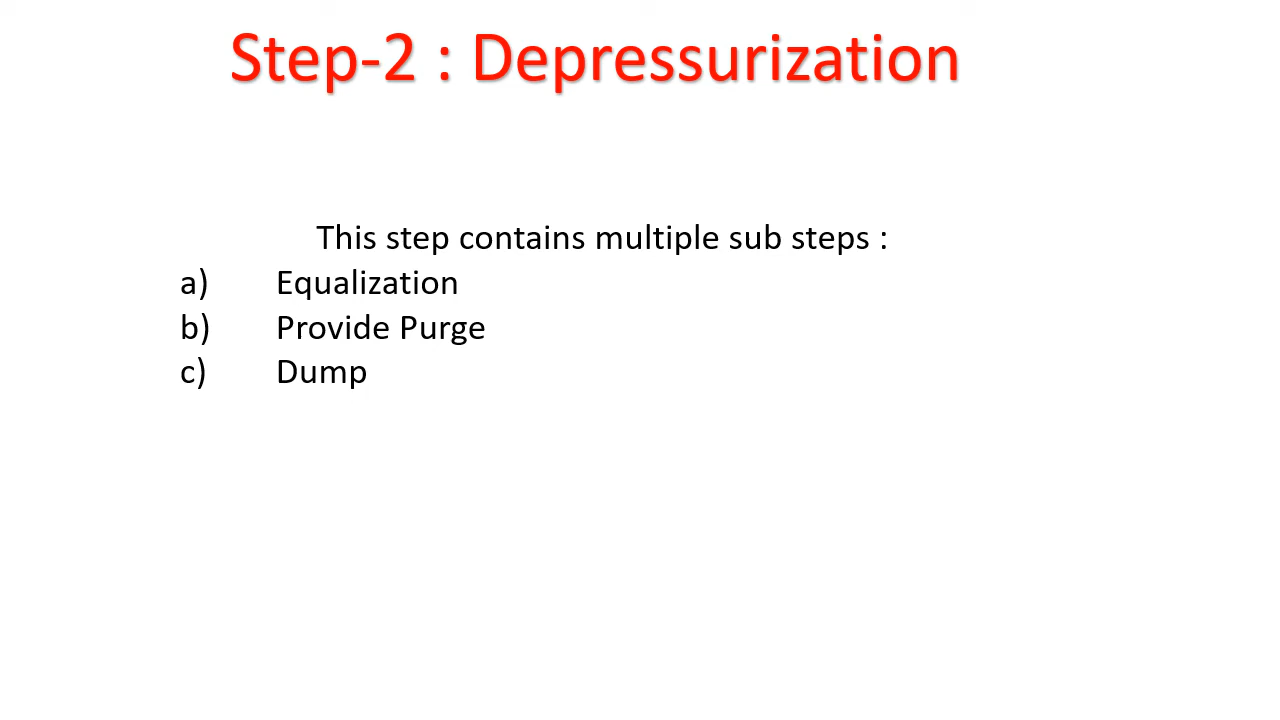 Step-2 : Depressurization
This step contains multiple sub steps :
a) Equalization
b) Provide Purge
c) Dump